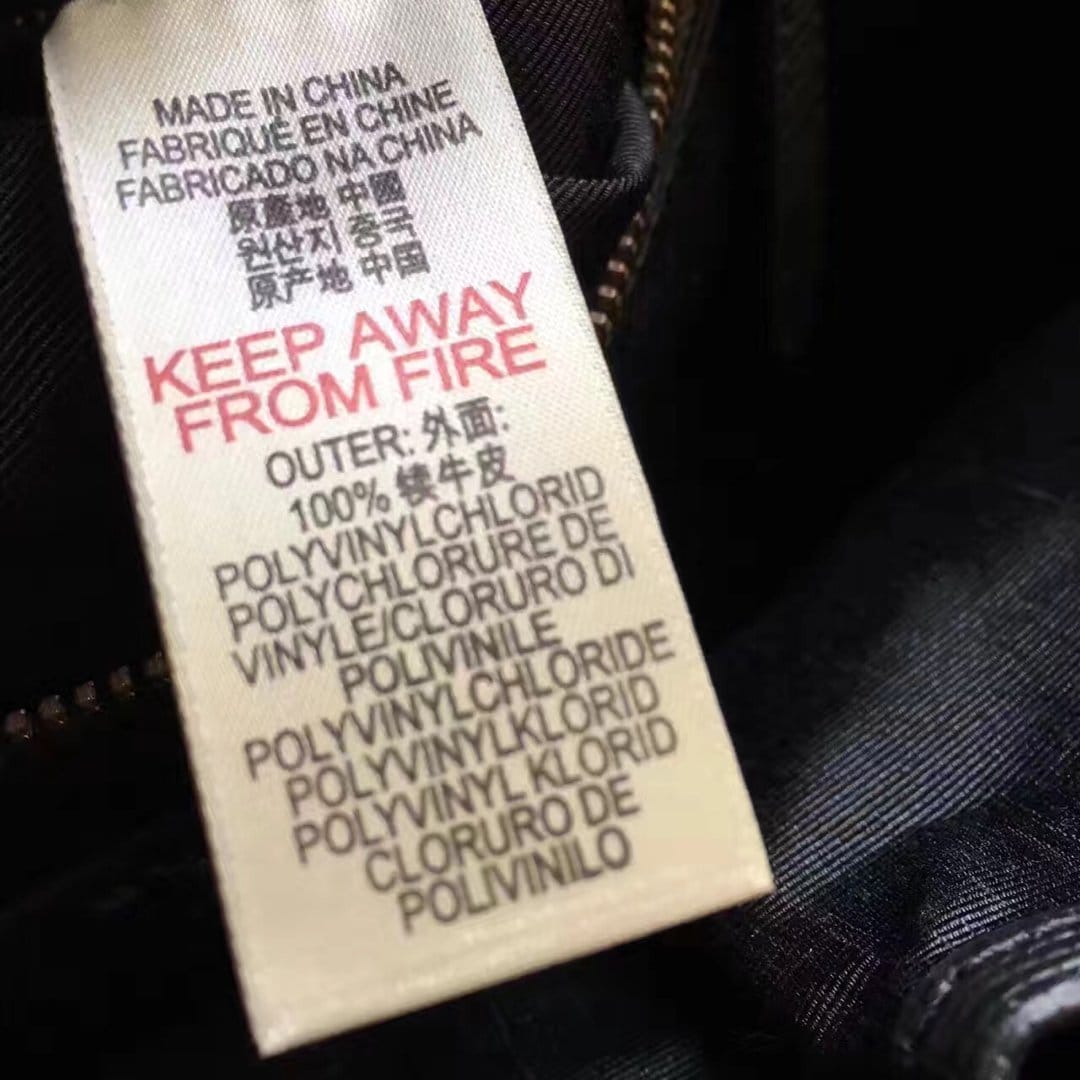 MADE IN CHINA
FABRIQUÉ EN CHINE
FABRICADO NA CHINA
原產地 中國
원산지 중국
原产地 中国
KEEP AWAY
FROM FIRE
OUTER: 外面:
100% 犊牛皮
POLYVINYLCHLORID
POLYCHLORURE DE
VINYLE/CLORURO DI
POLIVINILE
POLYVINYLCHLORIDE
POLYVINYLKLORID
POLYVINYL KLORID
CLORURO DE
POLIVINILO